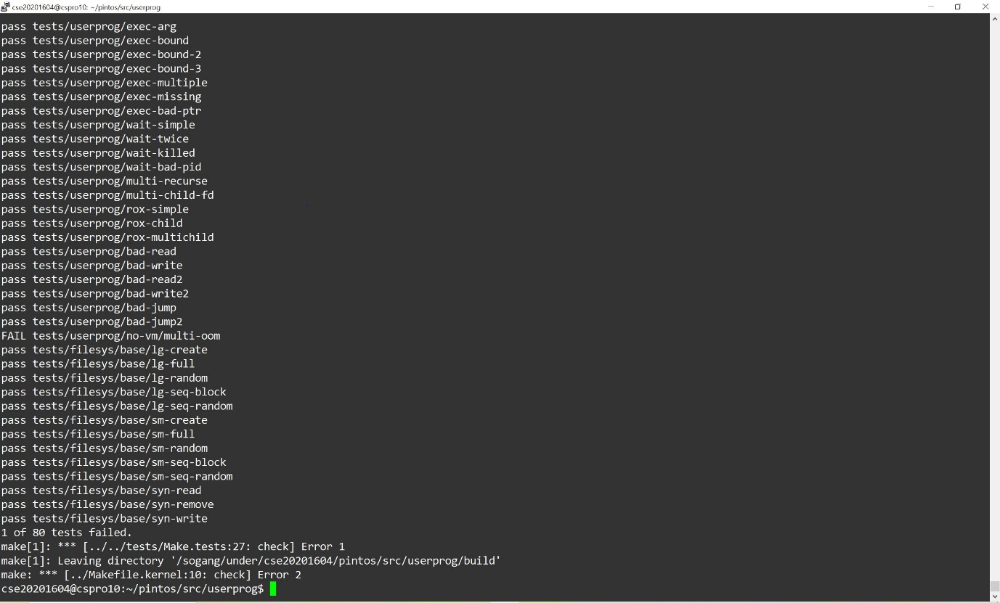 cse20201604@cspro10: ~/pintos/src/userprog
pass tests/userprog/exec-arg
pass tests/userprog/exec-bound
pass tests/userprog/exec-bound-2
pass tests/userprog/exec-bound-3
pass tests/userprog/exec-multiple
pass tests/userprog/exec-missing
pass tests/userprog/exec-bad-ptr
pass tests/userprog/wait-simple
pass tests/userprog/wait-twice
pass tests/userprog/wait-killed
pass tests/userprog/wait-bad-pid
pass tests/userprog/multi-recurse
pass tests/userprog/multi-child-fd
pass tests/userprog/rox-simple
pass tests/userprog/rox-child
pass tests/userprog/rox-multichild
pass tests/userprog/bad-read
pass tests/userprog/bad-write
pass tests/userprog/bad-read2
pass tests/userprog/bad-write2
pass tests/userprog/bad-jump
pass tests/userprog/bad-jump2
FAIL tests/userprog/no-vm/multi-oom
pass tests/filesys/base/lg-create
pass tests/filesys/base/lg-full
pass tests/filesys/base/lg-random
pass tests/filesys/base/lg-seq-block
pass tests/filesys/base/lg-seq-random
pass tests/filesys/base/sm-create
pass tests/filesys/base/sm-full
pass tests/filesys/base/sm-random
pass tests/filesys/base/sm-seq-block
pass tests/filesys/base/sm-seq-random
pass tests/filesys/base/syn-read
pass tests/filesys/base/syn-remove
pass tests/filesys/base/syn-write
1 of 80 tests failed.
make[1]: *** [../../tests/Make.tests:27: check] Error 1
make[1]: Leaving directory '/sogang/under/cse20201604/pintos/src/userprog/build'
make: *** [../Makefile.kernel:10: check] Error 2
cse20201604@cspro10:~/pintos/src/userprog$